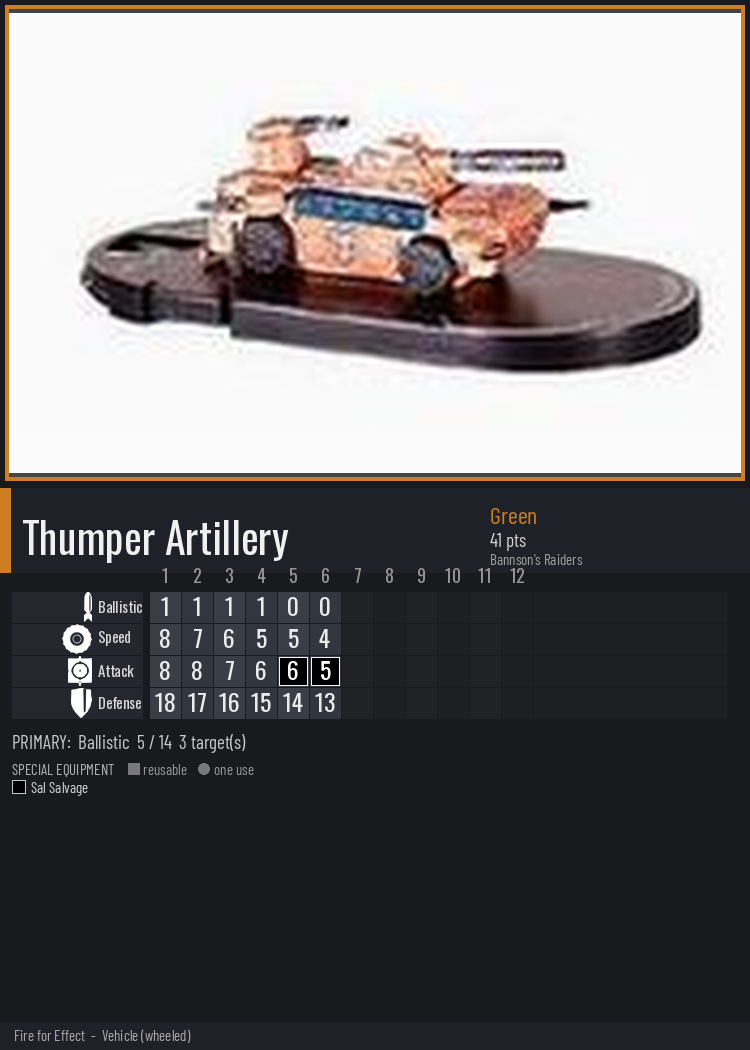 Thumper Artillery
Green
41 pts
Bannson's Raiders
1 2 3 4 5 6 7 8 9 10 11 12
Ballistic 1 1 1 1 0 0
Speed 8 7 6 5 5 4
Attack 8 8 7 6 6 5
Defense 18 17 16 15 14 13
PRIMARY: Ballistic 5 / 14 3 target(s)
SPECIAL EQUIPMENT reusable one use
Sal Salvage
Fire for Effect - Vehicle (wheeled)